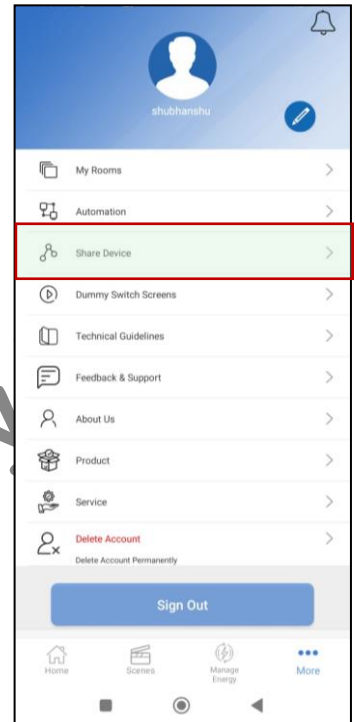 shubhanshu
My Rooms
Automation
Share Device
Dummy Switch Screens
Technical Guidelines
Feedback & Support
About Us
Product
Service
Delete Account
Delete Account Permanently
Sign Out
Home
Scenes
Manage
Energy
More